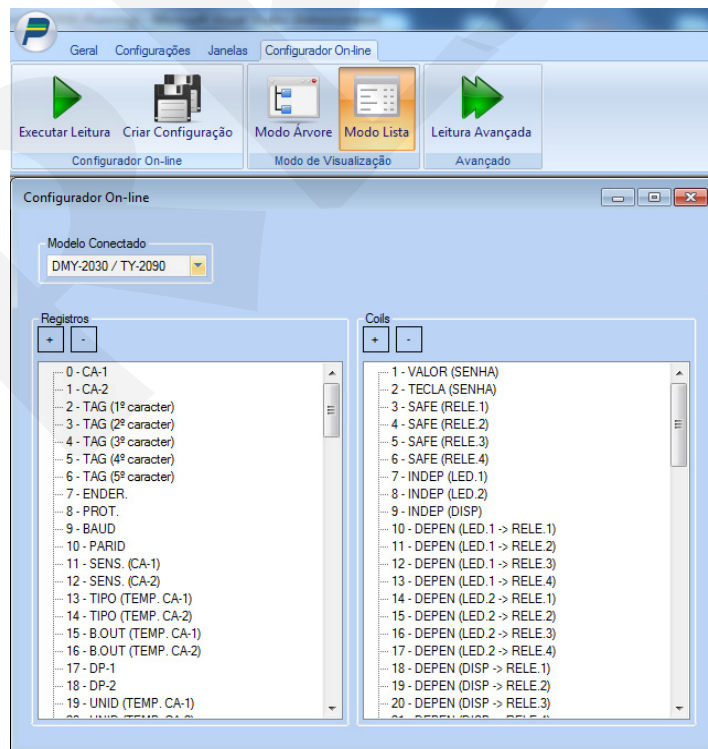 Geral Configurações Janelas Configurador On-line
Executar Leitura Criar Configuração Modo Árvore Modo Lista Leitura Avançada
Configurador On-line Modo de Visualização Avançado
Configurador On-line
Modelo Conectado
DMY-2030 / TY-2090
Registros
+ -
0 - CA-1
1 - CA-2
2 - TAG (1º caracter)
3 - TAG (2º caracter)
4 - TAG (3º caracter)
5 - TAG (4º caracter)
6 - TAG (5º caracter)
7 - ENDER.
8 - PROT.
9 - BAUD
10 - PARID
11 - SENS. (CA-1)
12 - SENS. (CA-2)
13 - TIPO (TEMP. CA-1)
14 - TIPO (TEMP. CA-2)
15 - B.OUT (TEMP. CA-1)
16 - B.OUT (TEMP. CA-2)
17 - DP-1
18 - DP-2
19 - UNID (TEMP. CA-1)
Coils
+ -
1 - VALOR (SENHA)
2 - TECLA (SENHA)
3 - SAFE (RELE.1)
4 - SAFE (RELE.2)
5 - SAFE (RELE.3)
6 - SAFE (RELE.4)
7 - INDEP (LED.1)
8 - INDEP (LED.2)
9 - INDEP (DISP)
10 - DEPEN (LED.1 -> RELE.1)
11 - DEPEN (LED.1 -> RELE.2)
12 - DEPEN (LED.1 -> RELE.3)
13 - DEPEN (LED.1 -> RELE.4)
14 - DEPEN (LED.2 -> RELE.1)
15 - DEPEN (LED.2 -> RELE.2)
16 - DEPEN (LED.2 -> RELE.3)
17 - DEPEN (LED.2 -> RELE.4)
18 - DEPEN (DISP -> RELE.1)
19 - DEPEN (DISP -> RELE.2)
20 - DEPEN (DISP -> RELE.3)